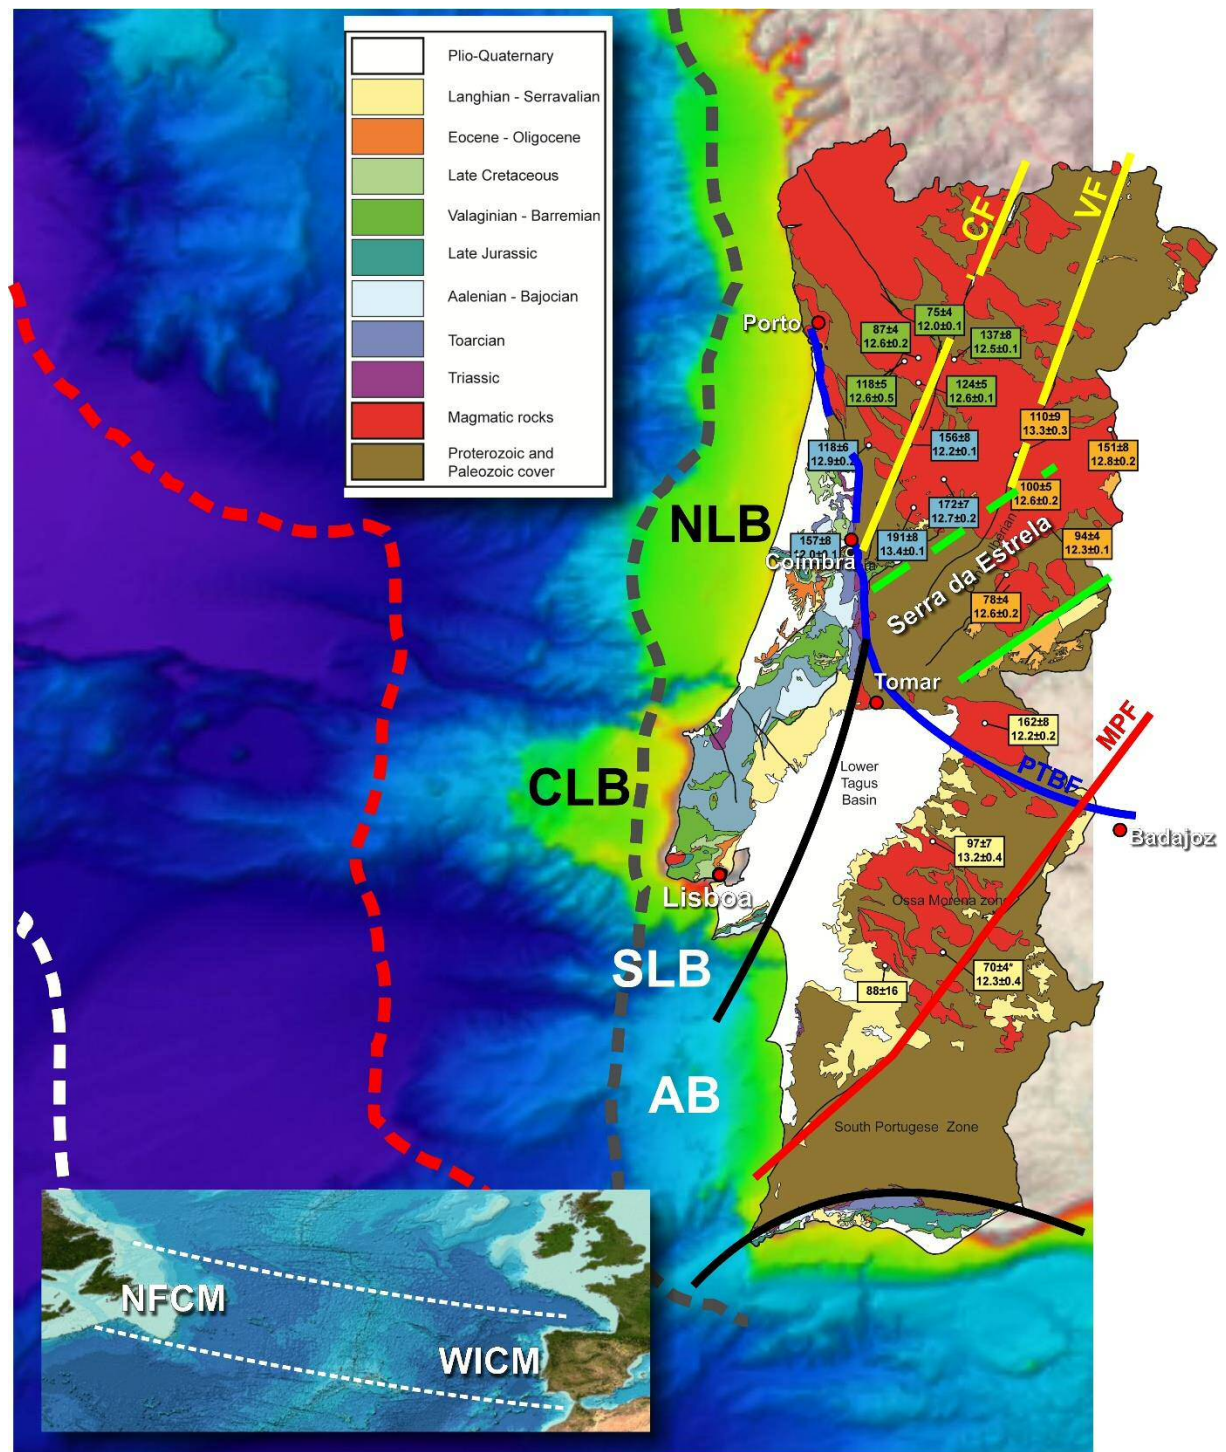 Plio-Quaternary
Langhian - Serravalian
Eocene - Oligocene
Late Cretaceous
Valaginian - Barremian
Late Jurassic
Aalenian - Bajocian
Toarcian
Triassic
Magmatic rocks
Proterozoic and
Paleozoic cover
CF
VF
Porto
75±4
12.0±0.1
87±4
12.6±0.2
137±8
12.5±0.1
118±5
12.6±0.5
124±5
12.6±0.1
110±9
13.3±0.3
118±6
12.9±0.
156±8
12.2±0.1
151±8
12.8±0.2
100±5
12.6±0.2
172±7
12.7±0.2
NLB
157±8
12.0±0.1
Coimbra
191±8
13.4±0.1
94±4
12.3±0.1
Serra da Estrela
78±4
12.6±0.2
Tomar
162±8
12.2±0.2
MPF
PTBF
CLB
Lower
Tagus
Basin
Badajoz
97±7
13.2±0.4
Lisboa
Ossa Morena zone
SLB
70±4*
12.3±0.4
88±16
AB
South Portugese Zone
NFCM
WICM